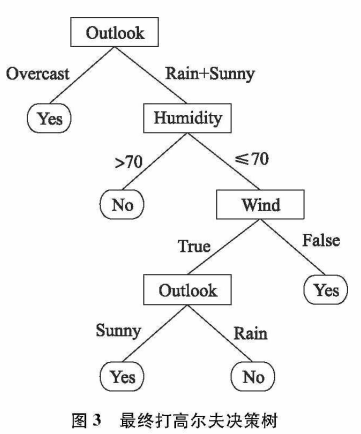 Outlook
Overcast
Rain+Sunny
Yes
Humidity
>70
≤70
No
Wind
True
False
Outlook
Yes
Sunny
Rain
Yes
No
图 3 最终打高尔夫决策树